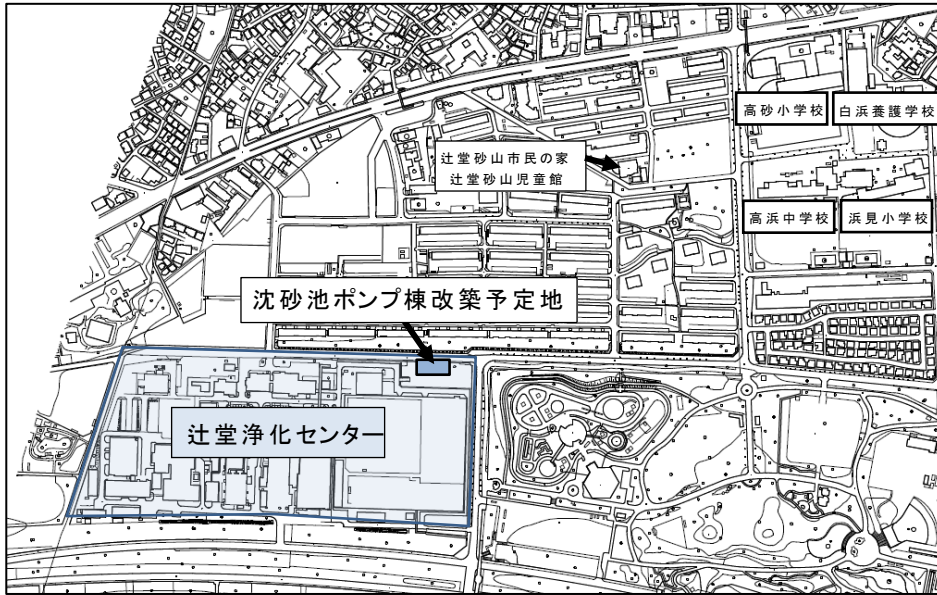 高砂小学校
白浜養護学校
辻堂砂山市民の家
辻堂砂山児童館
高浜中学校
浜見小学校
沈砂池ポンプ棟改築予定地
辻堂浄化センター